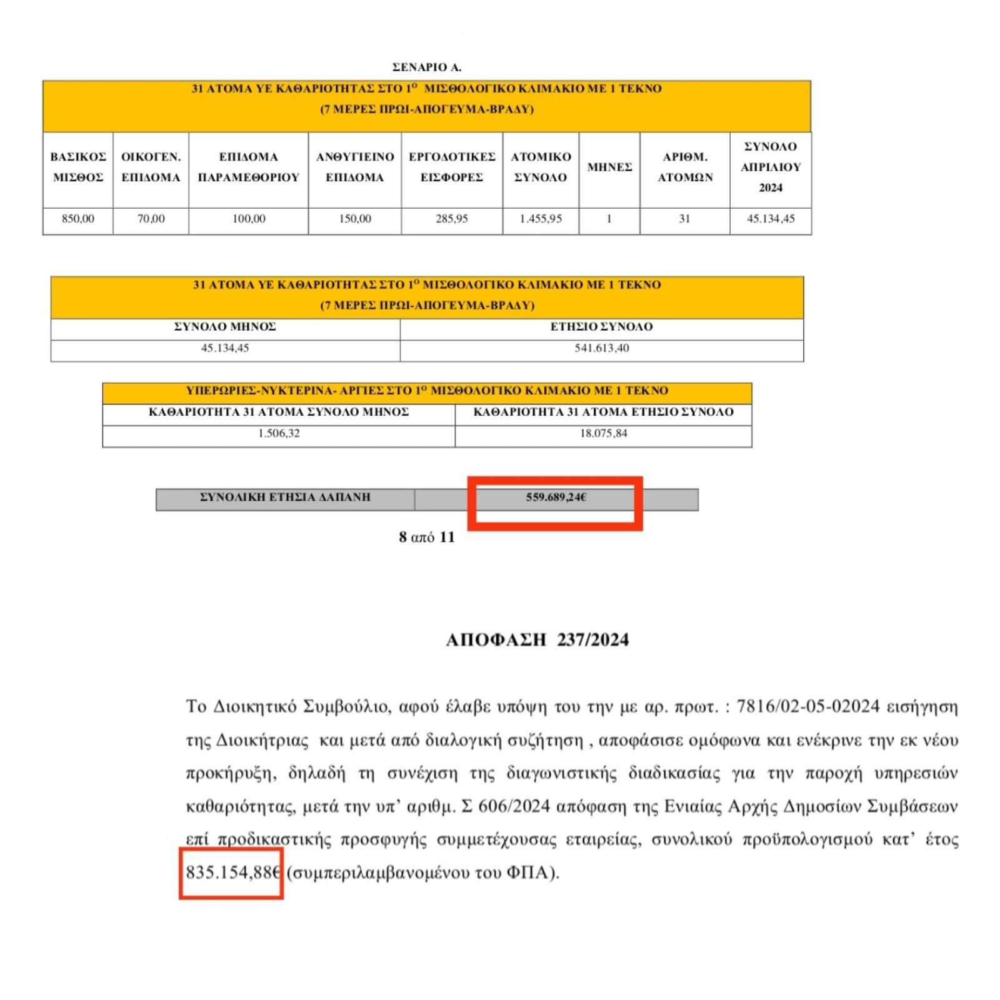 ΣΕΝΑΡΙΟ Α.
31 ΑΤΟΜΑ ΥΕ ΚΑΘΑΡΙΟΤΗΤΑΣ ΣΤΟ 1Ο ΜΙΣΘΟΛΟΓΙΚΟ ΚΛΙΜΑΚΙΟ ΜΕ 1 ΤΕΚΝΟ
(7 ΜΕΡΕΣ ΠΡΩΙ-ΑΠΟΓΕΥΜΑ-ΒΡΑΔΥ)
ΒΑΣΙΚΟΣ ΜΙΣΘΟΣ ΟΙΚΟΓΕΝ. ΕΠΙΔΟΜΑ ΕΠΙΔΟΜΑ ΠΑΡΑΜΕΘΟΡΙΟΥ ΑΝΘΥΓΙΕΙΝΟ ΕΠΙΔΟΜΑ ΕΡΓΟΔΟΤΙΚΕΣ ΕΙΣΦΟΡΕΣ ΑΤΟΜΙΚΟ ΣΥΝΟΛΟ ΜΗΝΕΣ ΑΡΙΘΜ. ΑΤΟΜΩΝ ΣΥΝΟΛΟ ΑΠΡΙΛΙΟΥ 2024
850,00 70,00 100,00 150,00 285,95 1.455,95 1 31 45.134,45
31 ΑΤΟΜΑ ΥΕ ΚΑΘΑΡΙΟΤΗΤΑΣ ΣΤΟ 1Ο ΜΙΣΘΟΛΟΓΙΚΟ ΚΛΙΜΑΚΙΟ ΜΕ 1 ΤΕΚΝΟ
(7 ΜΕΡΕΣ ΠΡΩΙ-ΑΠΟΓΕΥΜΑ-ΒΡΑΔΥ)
ΣΥΝΟΛΟ ΜΗΝΟΣ ΕΤΗΣΙΟ ΣΥΝΟΛΟ
45.134,45 541.613,40
ΥΠΕΡΩΡΙΕΣ-ΝΥΚΤΕΡΙΝΑ- ΑΡΓΙΕΣ ΣΤΟ 1Ο ΜΙΣΘΟΛΟΓΙΚΟ ΚΛΙΜΑΚΙΟ ΜΕ 1 ΤΕΚΝΟ
ΚΑΘΑΡΙΟΤΗΤΑ 31 ΑΤΟΜΑ ΣΥΝΟΛΟ ΜΗΝΟΣ ΚΑΘΑΡΙΟΤΗΤΑ 31 ΑΤΟΜΑ ΕΤΗΣΙΟ ΣΥΝΟΛΟ
1.506,32 18.075,84
ΣΥΝΟΛΙΚΗ ΕΤΗΣΙΑ ΔΑΠΑΝΗ 559.689,24€
8 από 11
ΑΠΟΦΑΣΗ 237/2024
Το Διοικητικό Συμβούλιο, αφού έλαβε υπόψη του την με αρ. πρωτ. : 7816/02-05-02024 εισήγηση
της Διοικήτριας και μετά από διαλογική συζήτηση , αποφάσισε ομόφωνα και ενέκρινε την εκ νέου
προκήρυξη, δηλαδή τη συνέχιση της διαγωνιστικής διαδικασίας για την παροχή υπηρεσιών
καθαριότητας, μετά την υπ’ αριθμ. Σ 606/2024 απόφαση της Ενιαίας Αρχής Δημοσίων Συμβάσεων
επί προδικαστικής προσφυγής συμμετέχουσας εταιρείας, συνολικού προϋπολογισμού κατ’ έτος
835.154,88€ (συμπεριλαμβανομένου του ΦΠΑ).